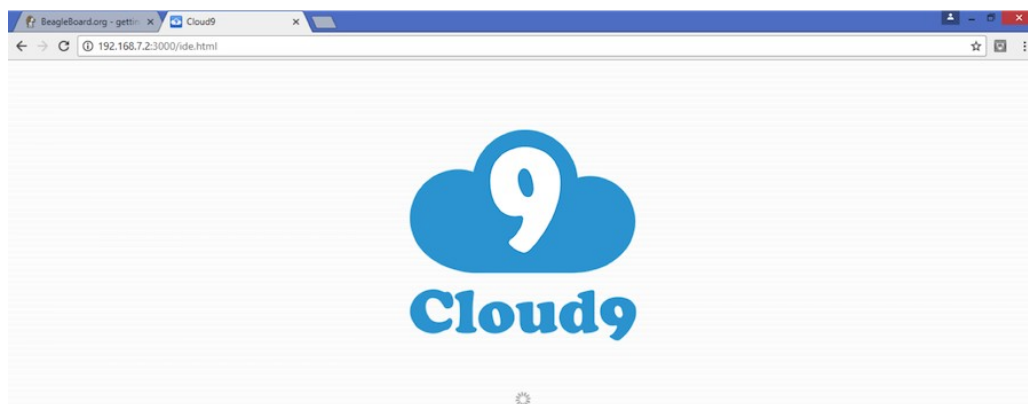 BeagleBoard.org - gettin
Cloud9
192.168.7.2:3000/ide.html
9
Cloud9